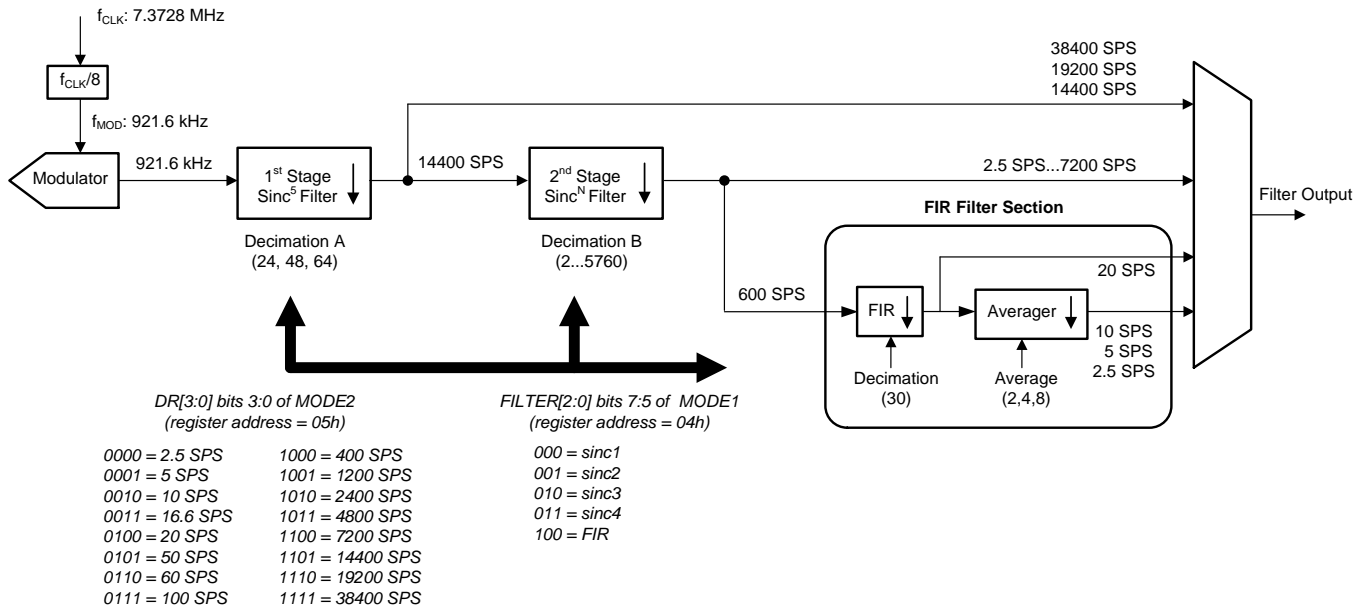 fCLK: 7.3728 MHz
fCLK/8
fMOD: 921.6 kHz
Modulator
921.6 kHz
1st Stage
Sinc5 Filter
Decimation A
(24, 48, 64)
14400 SPS
2nd Stage
SincN Filter
Decimation B
(2...5760)
38400 SPS
19200 SPS
14400 SPS
2.5 SPS...7200 SPS
Filter Output
FIR Filter Section
600 SPS
FIR
Decimation
(30)
Averager
Average
(2,4,8)
20 SPS
10 SPS
5 SPS
2.5 SPS
DR[3:0] bits 3:0 of MODE2
(register address = 05h)
0000 = 2.5 SPS
0001 = 5 SPS
0010 = 10 SPS
0011 = 16.6 SPS
0100 = 20 SPS
0101 = 50 SPS
0110 = 60 SPS
0111 = 100 SPS
1000 = 400 SPS
1001 = 1200 SPS
1010 = 2400 SPS
1011 = 4800 SPS
1100 = 7200 SPS
1101 = 14400 SPS
1110 = 19200 SPS
1111 = 38400 SPS
FILTER[2:0] bits 7:5 of MODE1
(register address = 04h)
000 = sinc1
001 = sinc2
010 = sinc3
011 = sinc4
100 = FIR